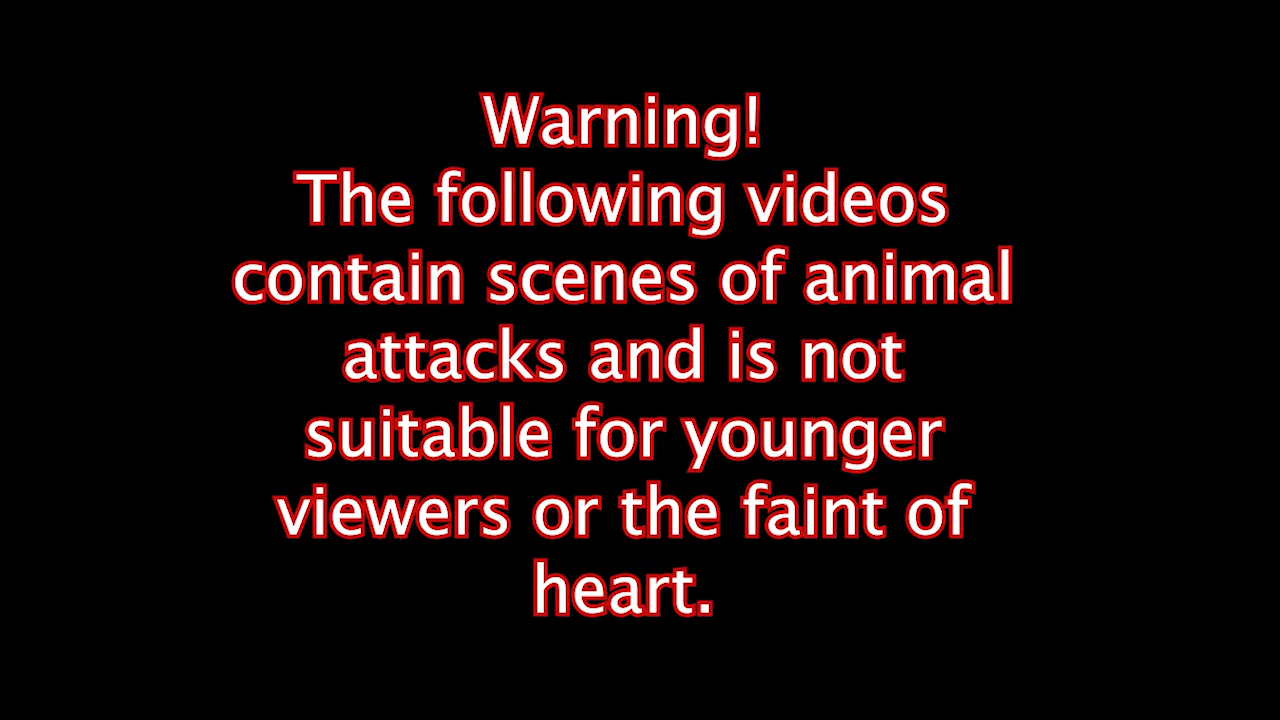 Warning!
The following videos
contain scenes of animal
attacks and is not
suitable for younger
viewers or the faint of
heart.